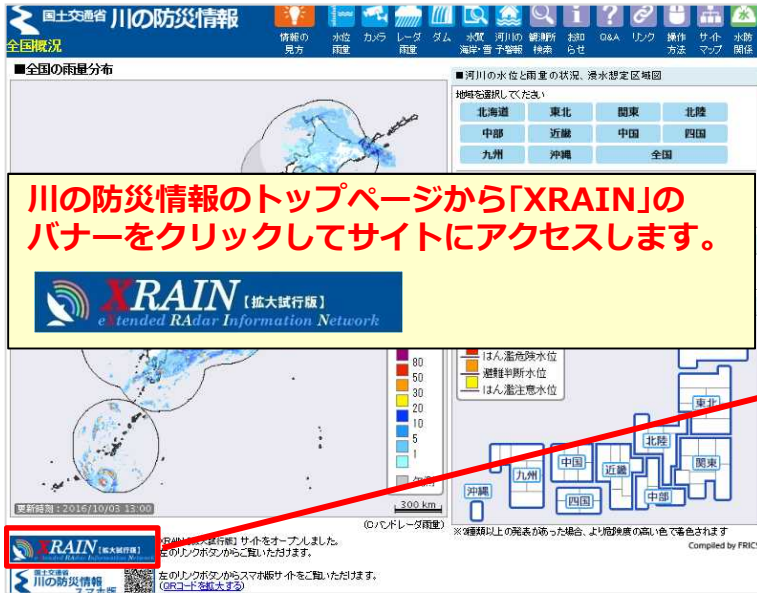 国土交通省 川の防災情報
情報の見方
水位雨量
カメラ
レーダ雨量
ダム
水質海岸・雪
河川の予警報
観測所検索
お知らせ
Q&A
リンク
操作方法
サイトマップ
水防関係
全国概況
■全国の雨量分布
■河川の水位と雨量の状況、浸水想定区域図
地域を選択してください
北海道 東北 関東 北陸
中部 近畿 中国 四国
九州 沖縄 全国
川の防災情報のトップページから「XRAIN」の
バナーをクリックしてサイトにアクセスします。
XRAIN【拡大試行版】
eXtended RAdar Information Network
80
50
30
20
10
5
1
欠測
300 km
更新時刻:2016/10/03 13:00
(Cバンドレーダ雨量)
はん濫危険水位
避難判断水位
はん濫注意水位
東北
北陸
関東
中国
近畿
九州
中部
四国
沖縄
※2種類以上の発表があった場合、より危険度の高い色で着色されます
Compiled by FRICS
XRAIN【拡大試行版】
XRAIN【拡大試行版】サイトをオープンしました。
左のリンクボタンからご覧いただけます。
国土交通省
川の防災情報
スマホ版
左のリンクボタンからスマホ版サイトをご覧いただけます。
(QRコードを拡大する)